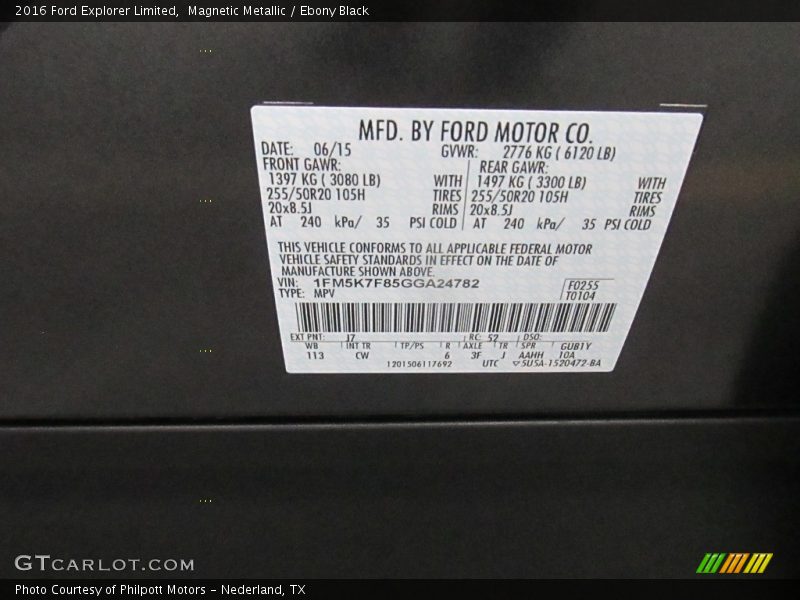 2016 Ford Explorer Limited,  Magnetic Metallic / Ebony Black
MFD. BY FORD MOTOR CO.
DATE: 06/15 GVWR: 2776 KG ( 6120 LB)
FRONT GAWR: REAR GAWR:
1397 KG ( 3080 LB) WITH 1497 KG ( 3300 LB) WITH
255/50R20 105H TIRES 255/50R20 105H TIRES
20x8.5J RIMS 20x8.5J RIMS
AT 240 kPa/ 35 PSI COLD AT 240 kPa/ 35 PSI COLD
THIS VEHICLE CONFORMS TO ALL APPLICABLE FEDERAL MOTOR
VEHICLE SAFETY STANDARDS IN EFFECT ON THE DATE OF
MANUFACTURE SHOWN ABOVE.
VIN: 1FM5K7F85GGA24782 F0255
TYPE: MPV T0104
EXT PNT: J7 RC: 52 DSO:
WB INT TR TP/PS R AXLE TR SPR GUB1Y
113 CW 6 3F J AAHH 10A
1201506117692 UTC ▽5U5A-1520472-BA
GTCARLOT.COM
Photo Courtesy of Philpott Motors - Nederland, TX